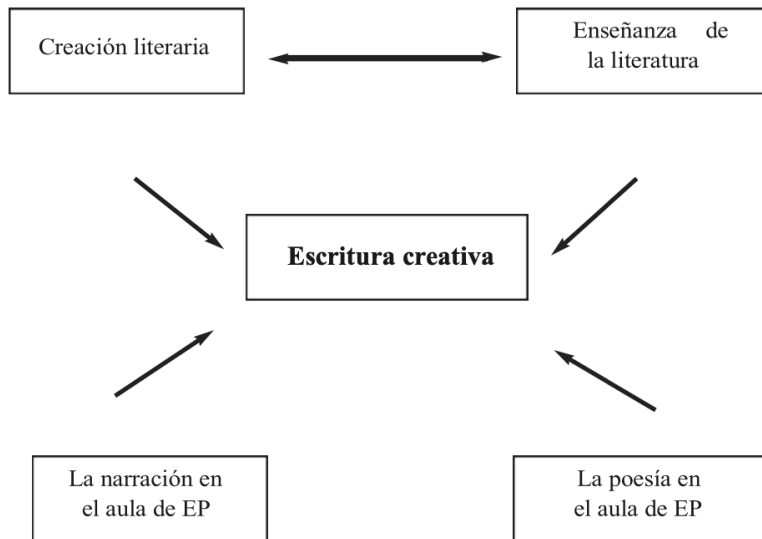 Creación literaria
Enseñanza de
la literatura
Escritura creativa
La narración en
el aula de EP
La poesía en
el aula de EP